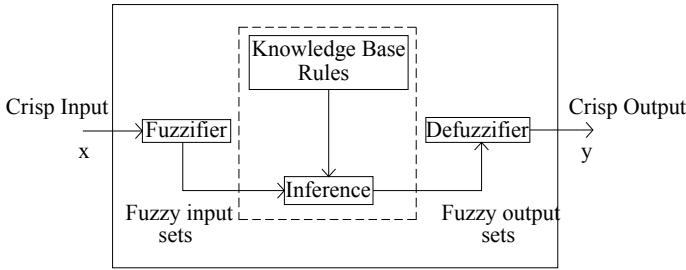 Knowledge Base
Rules
Crisp Input
x
Fuzzifier
Inference
Defuzzifier
Crisp Output
y
Fuzzy input
sets
Fuzzy output
sets